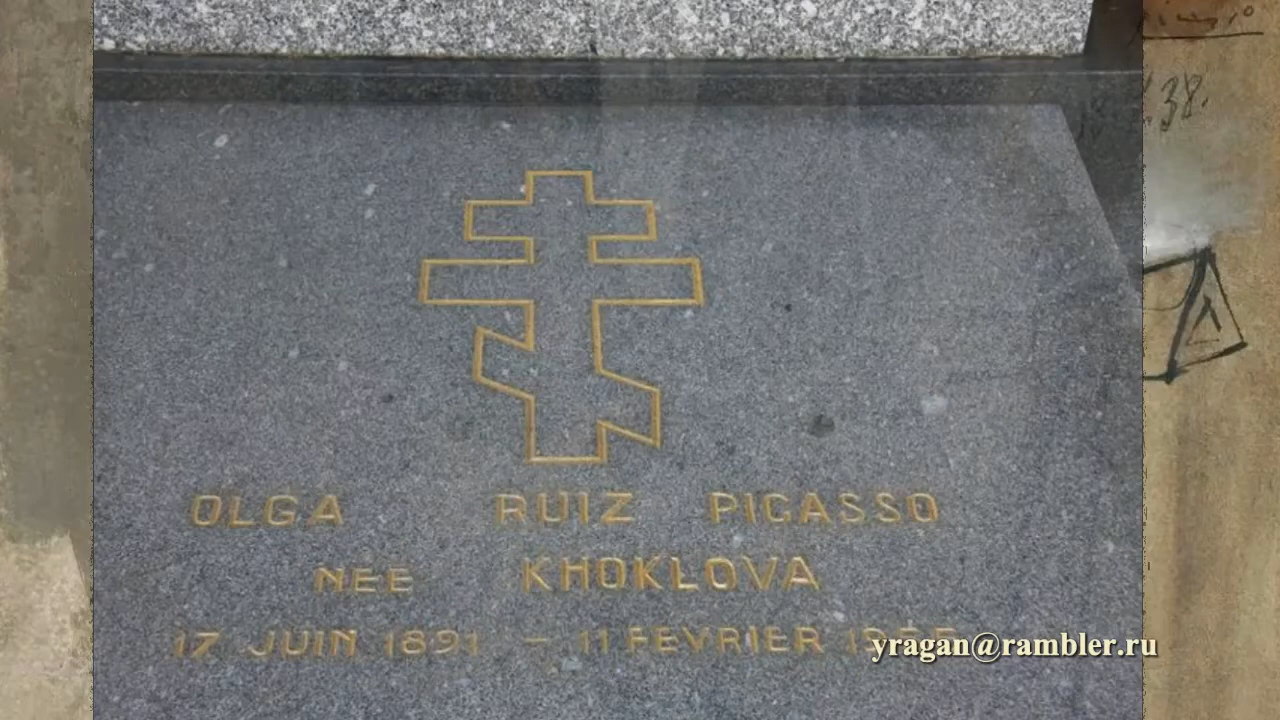 38.
OLGA RUIZ PICASSO
NEE KHOKLOVA
17 JUIN 1891 - 11 FEVRIER
yragan@rambler.ru